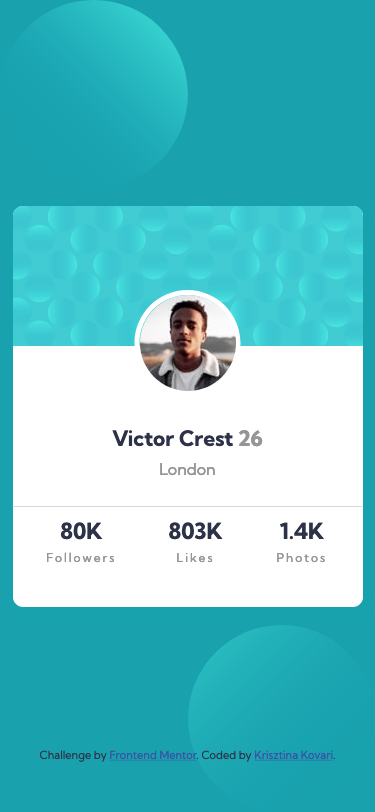 Victor Crest 26
London
80K 803K 1.4K
Followers Likes Photos
Challenge by Frontend Mentor. Coded by Krisztina Kovari.